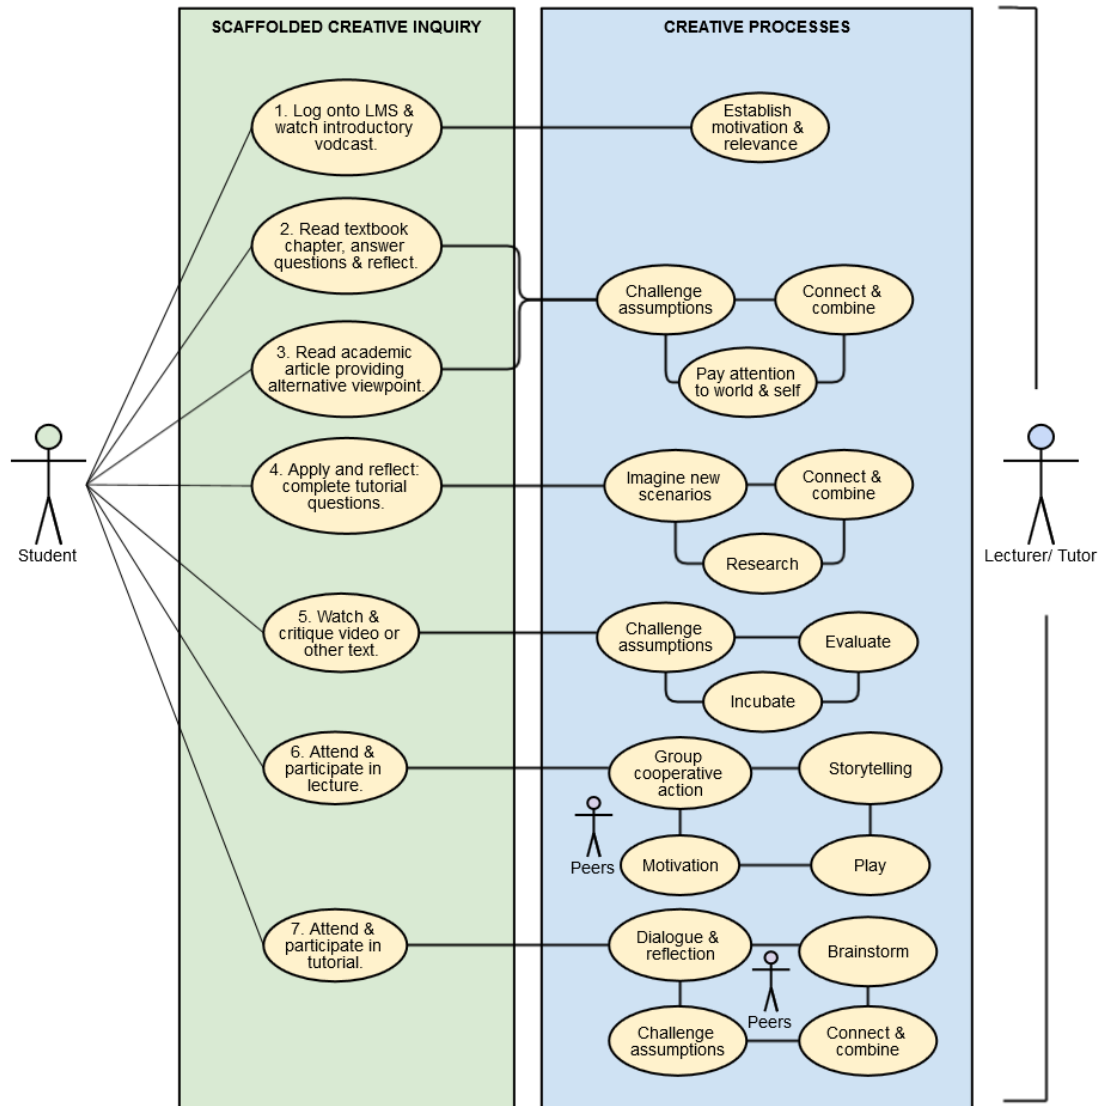 SCAFFOLDED CREATIVE INQUIRY
CREATIVE PROCESSES
1. Log onto LMS &
watch introductory
vodcast.
Establish
motivation &
relevance
2. Read textbook
chapter, answer
questions & reflect.
Challenge
assumptions
Connect &
combine
3. Read academic
article providing
alternative viewpoint.
Pay attention
to world & self
Student
4. Apply and reflect:
complete tutorial
questions.
Imagine new
scenarios
Connect &
combine
Research
Lecturer/ Tutor
5. Watch &
critique video or
other text.
Challenge
assumptions
Evaluate
Incubate
6. Attend &
participate in
lecture.
Group
cooperative
action
Storytelling
Peers
Motivation
Play
7. Attend &
participate in
tutorial.
Dialogue &
reflection
Brainstorm
Peers
Challenge
assumptions
Connect &
combine